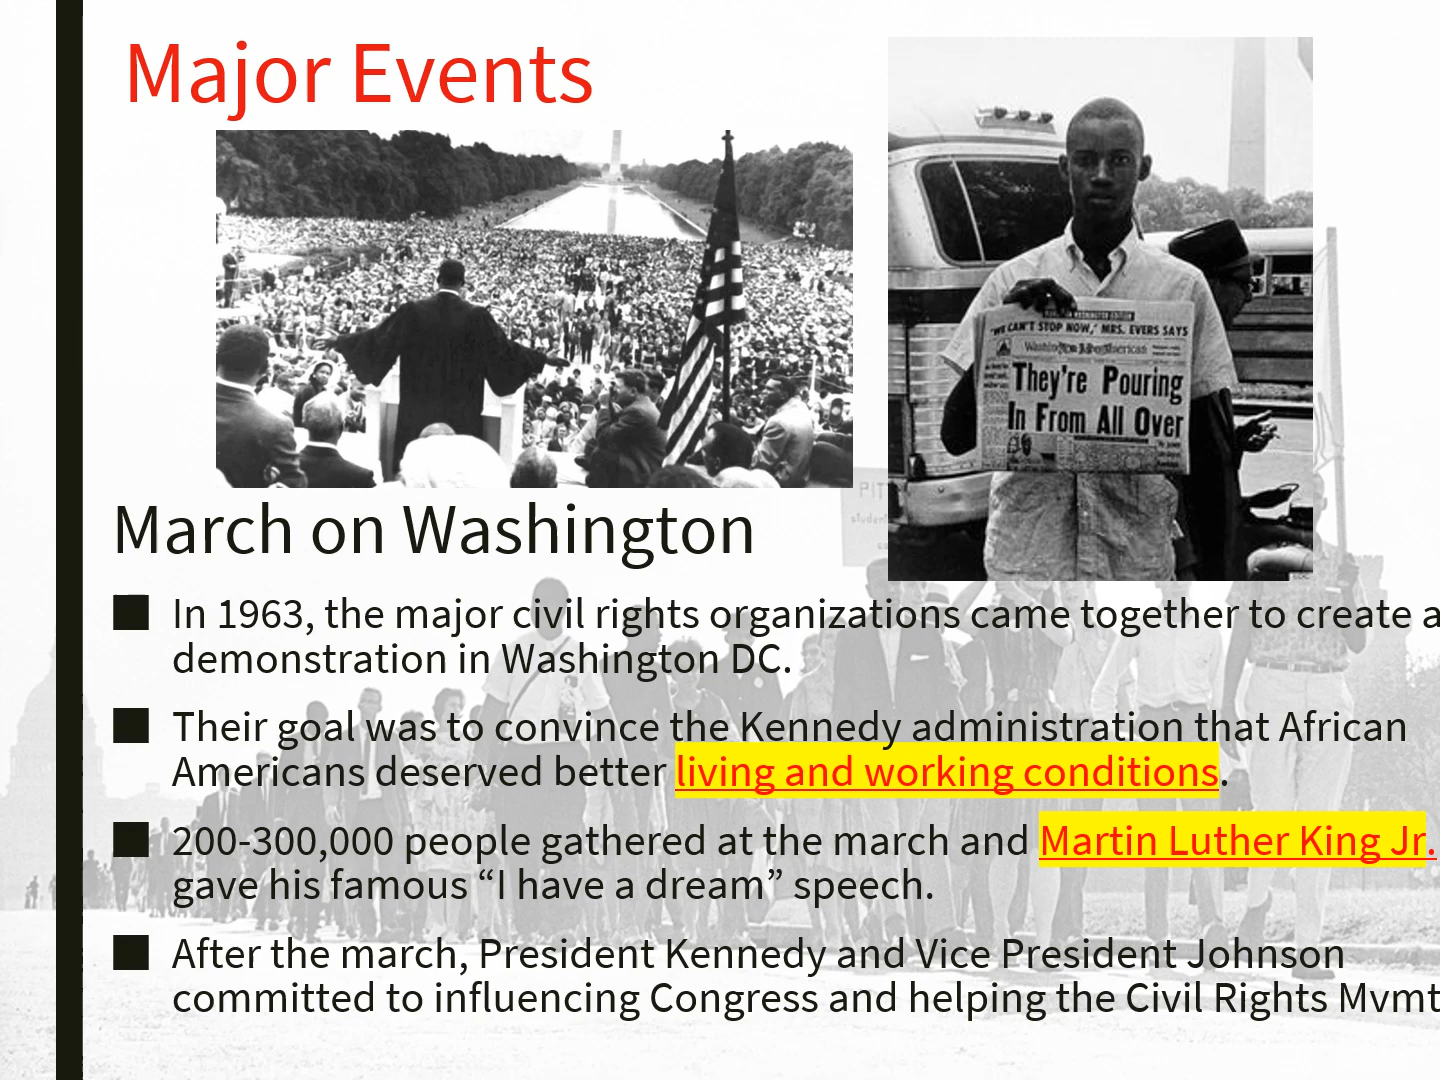 Major Events
"WE CAN'T STOP NOW,' MRS. EVERS SAYS
They're Pouring
In From All Over
March on Washington
In 1963, the major civil rights organizations came together to create a
demonstration in Washington DC.
Their goal was to convince the Kennedy administration that African
Americans deserved better living and working conditions.
200-300,000 people gathered at the march and Martin Luther King Jr.
gave his famous “I have a dream” speech.
After the march, President Kennedy and Vice President Johnson
committed to influencing Congress and helping the Civil Rights Mvmt